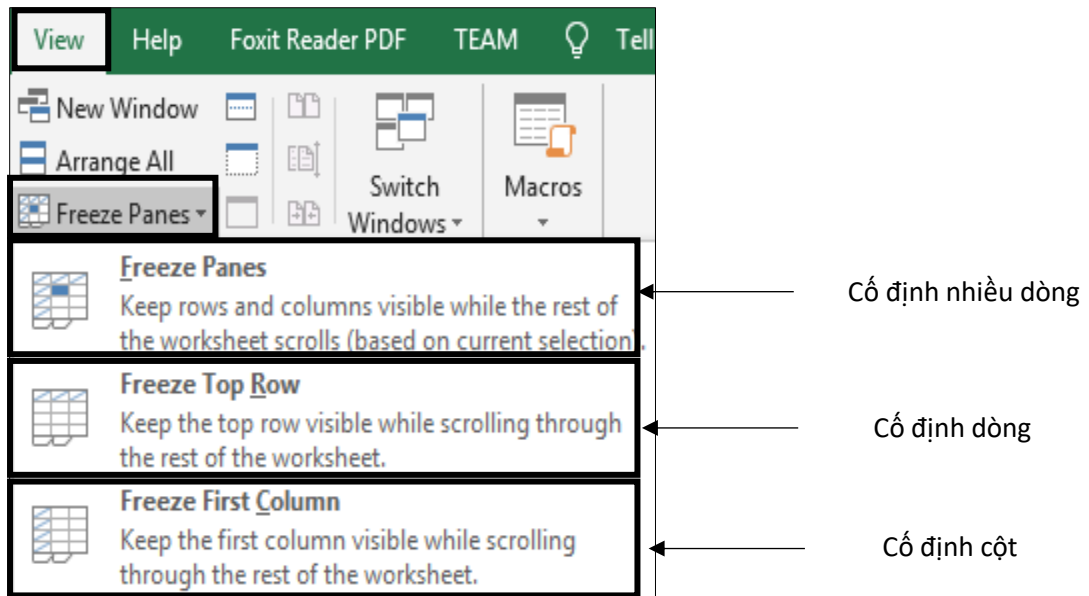 View Help Foxit Reader PDF TEAM Tell
New Window
Arrange All
Freeze Panes
Switch
Windows
Macros
Freeze Panes
Keep rows and columns visible while the rest of
the worksheet scrolls (based on current selection).
Cố định nhiều dòng
Freeze Top Row
Keep the top row visible while scrolling through
the rest of the worksheet.
Cố định dòng
Freeze First Column
Keep the first column visible while scrolling
through the rest of the worksheet.
Cố định cột